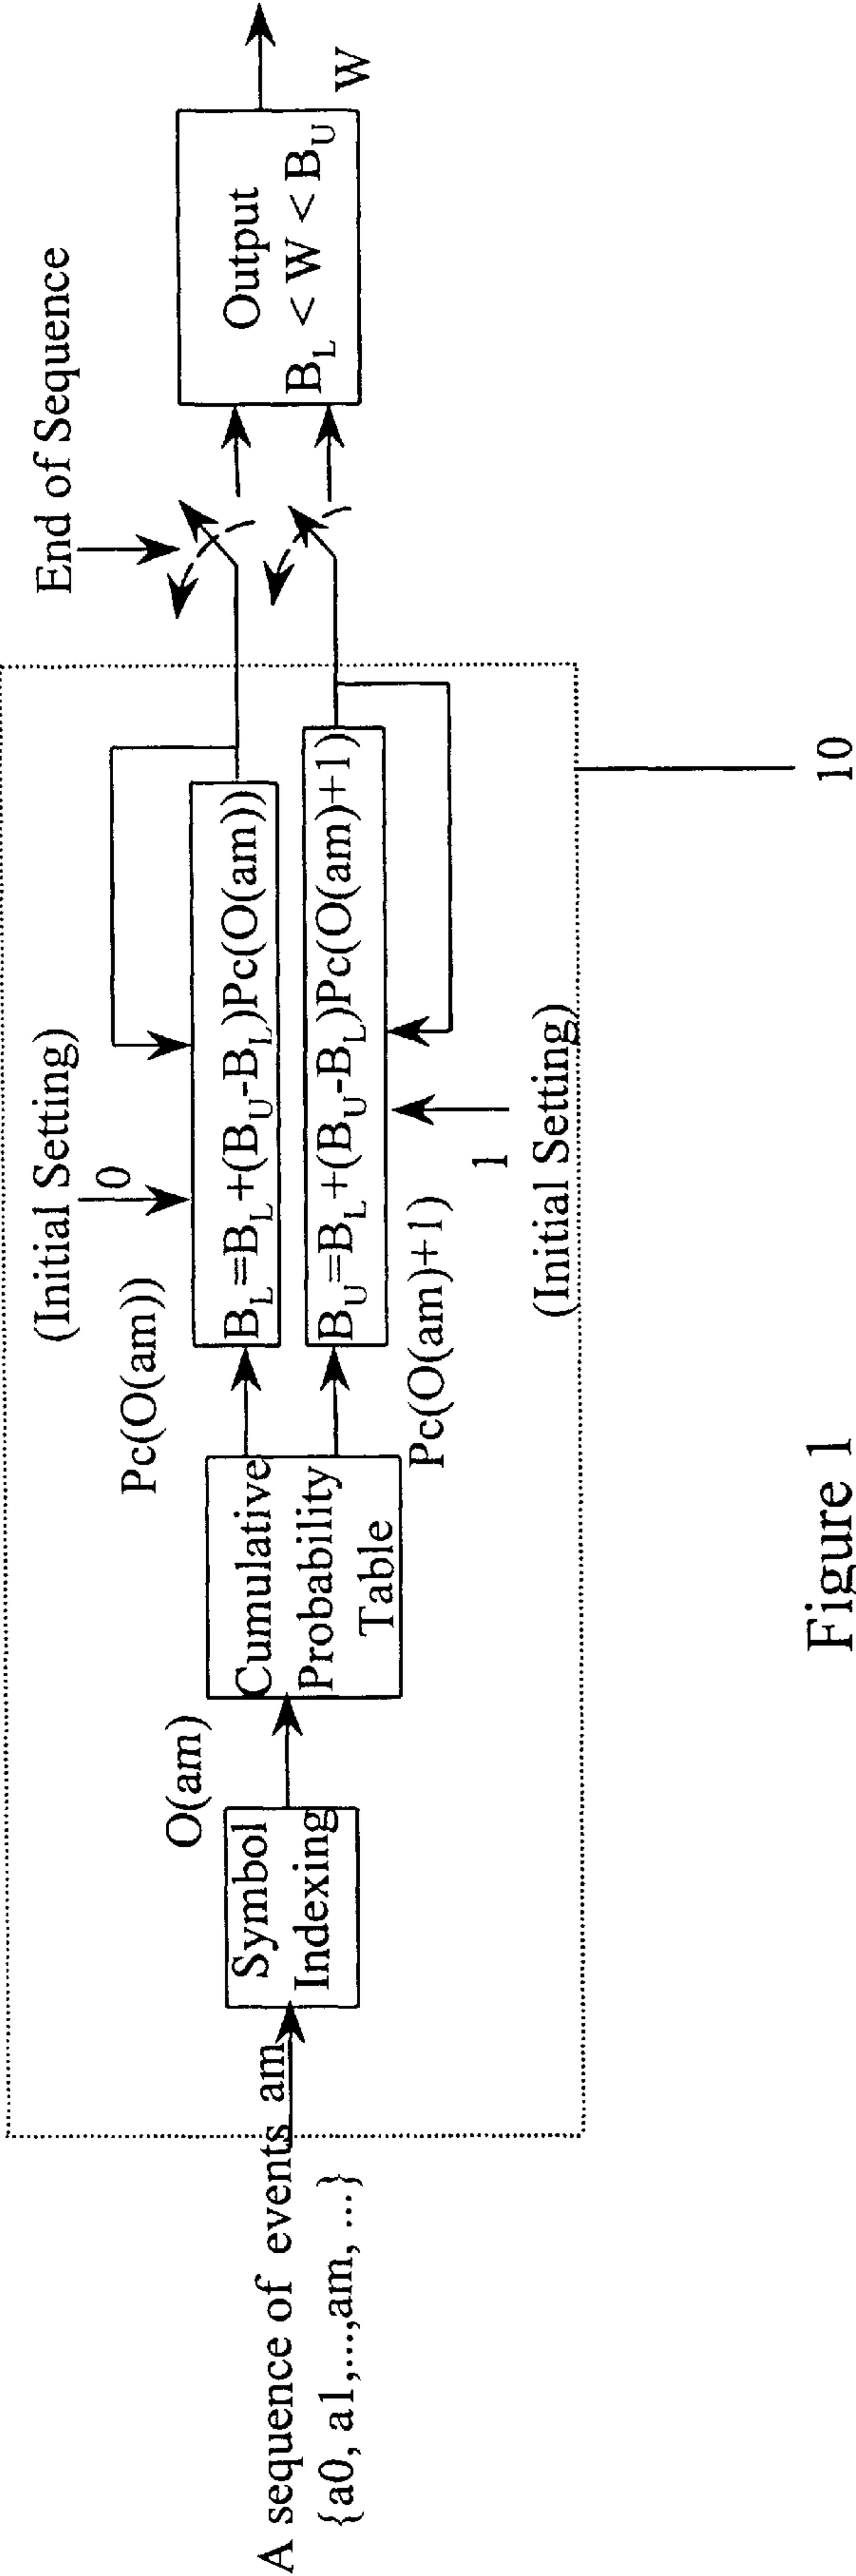 A sequence of events
{a0, a1,...,am, ...}
am
Symbol
Indexing
O(am)
Cumulative
Probability
Table
Pc(O(am))
Pc(O(am)+1)
(Initial Setting)
0
B_L=B_L+(B_U-B_L)Pc(O(am))
B_U=B_L+(B_U-B_L)Pc(O(am)+1)
1
(Initial Setting)
10
End of Sequence
Output
B_L < W < B_U
W
Figure 1